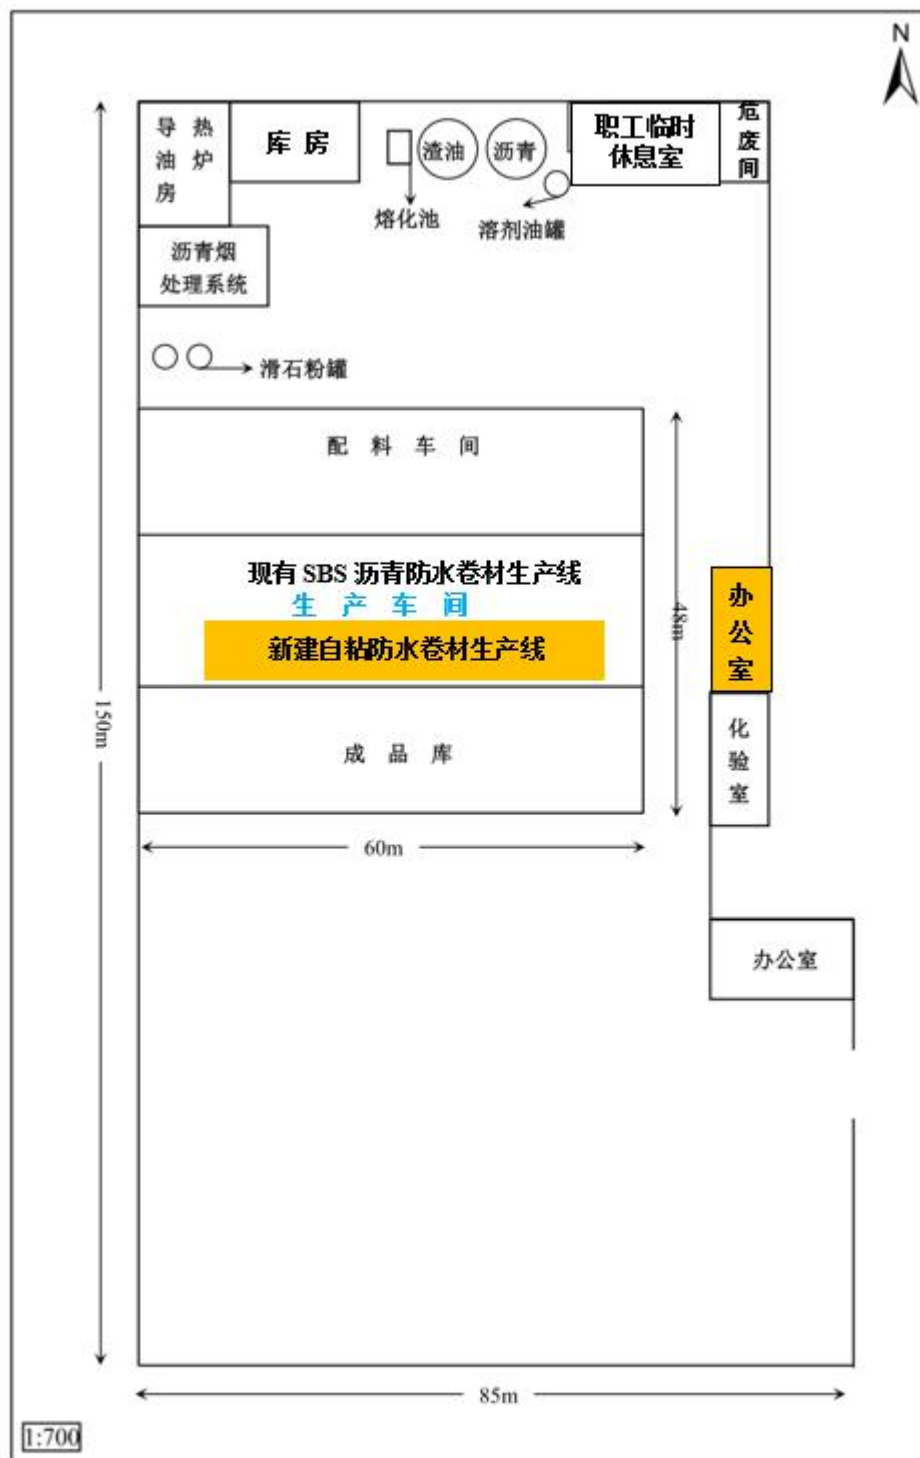 N
导热油炉房
库 房
渣油
沥青
职工临时
休息室
危废间
熔化池
溶剂油罐
沥青烟
处理系统
滑石粉罐
配 料 车 间
现有 SBS 沥青防水卷材生产线
生 产 车 间
新建自粘防水卷材生产线
48m
办公室
150m
成 品 库
化验室
60m
办公室
85m
1:700